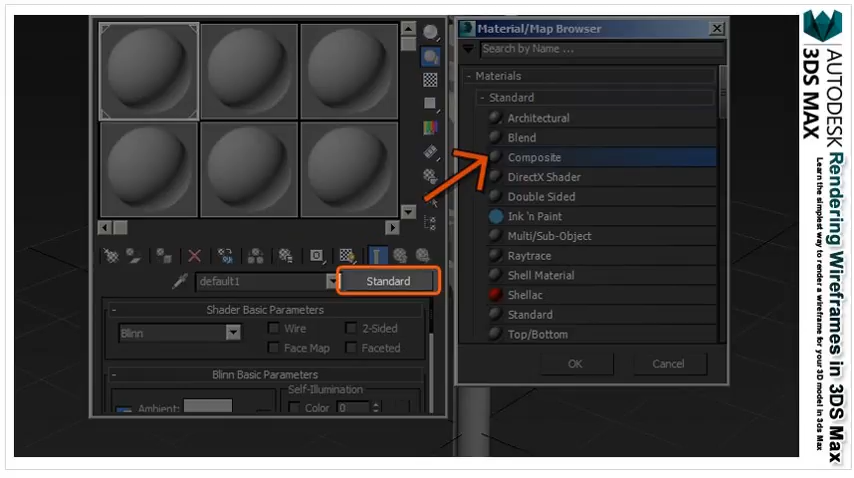 Material/Map Browser
Search by Name ...
- Materials
- Standard
Architectural
Blend
Composite
DirectX Shader
Double Sided
Ink 'n Paint
Multi/Sub-Object
Raytrace
Shell Material
Shellac
Standard
Top/Bottom
OK
Cancel
default1
Standard
- Shader Basic Parameters
Blinn
Wire
2-Sided
Face Map
Faceted
- Blinn Basic Parameters
Self-Illumination
Ambient:
Color
0
AUTODESK
3DS MAX
Rendering Wireframes in 3DS Max
Learn the simplest way to render a wireframe for your 3D model in 3ds Max